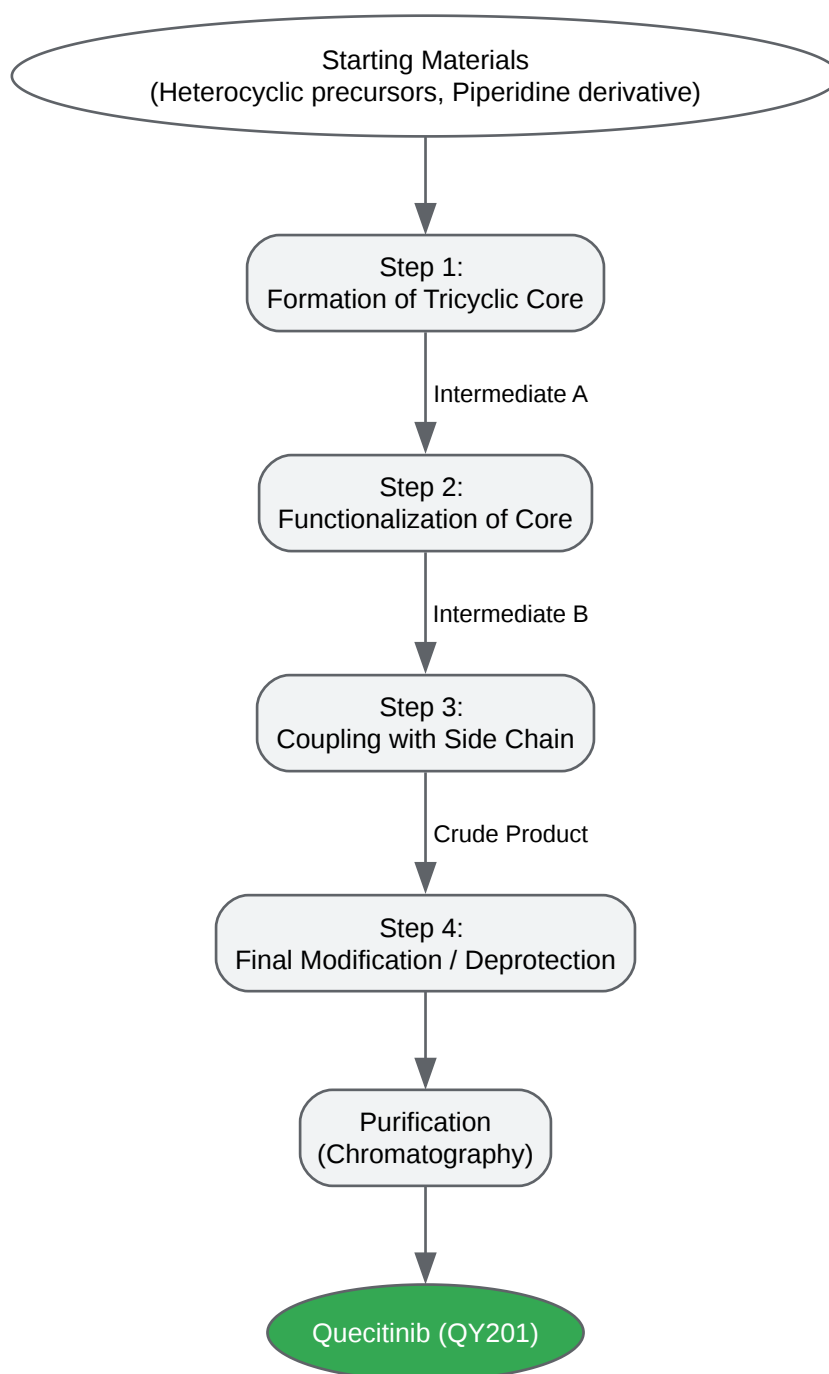 Starting Materials
(Heterocyclic precursors, Piperidine derivative)
Step 1:
Formation of Tricyclic Core
Intermediate A
Step 2:
Functionalization of Core
Intermediate B
Step 3:
Coupling with Side Chain
Crude Product
Step 4:
Final Modification / Deprotection
Purification
(Chromatography)
Quecitinib (QY201)